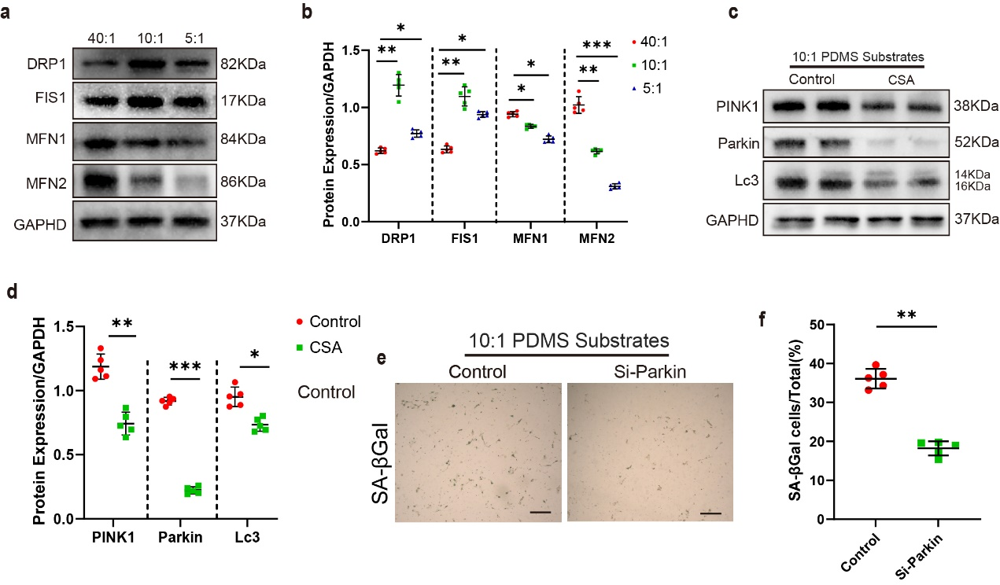 a
40:1 10:1 5:1
DRP1 82KDa
FIS1 17KDa
MFN1 84KDa
MFN2 86KDa
GAPHD 37KDa
b
Protein Expression/GAPDH
1.5
1.0
0.5
0.0
** * ** * * * ** ***
DRP1 FIS1 MFN1 MFN2
40:1
10:1
5:1
c
10:1 PDMS Substrates
Control CSA
PINK1 38KDa
Parkin 52KDa
Lc3 14KDa
16KDa
GAPHD 37KDa
d
Protein Expression/GAPDH
1.5
1.0
0.5
0.0
** *** *
PINK1 Parkin Lc3
Control
CSA
Control
e
10:1 PDMS Substrates
Control Si-Parkin
SA-βGal
f
SA-βGal cells/Total(%)
50
40
30
20
10
0
**
Control Si-Parkin